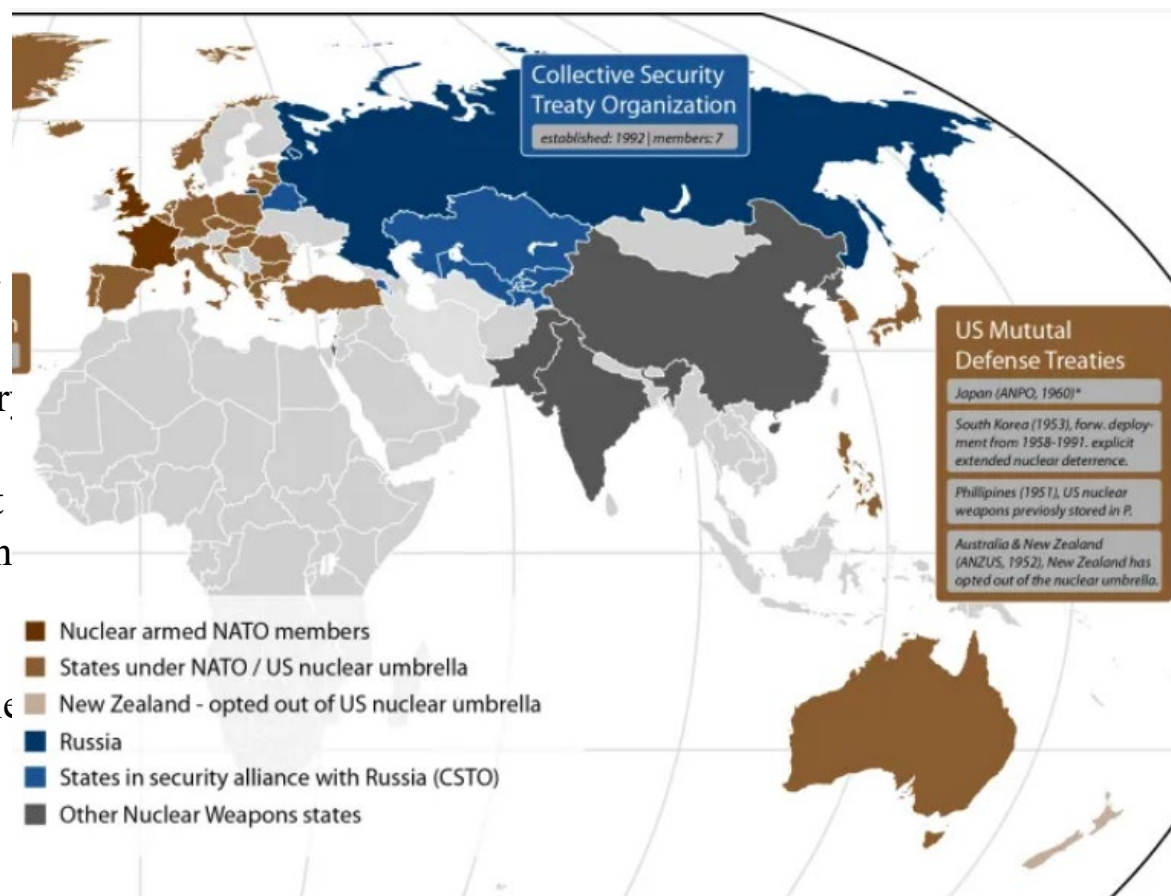 Collective Security
Treaty Organization
established: 1992 | members: 7
US Mututal
Defense Treaties
Japan (ANPO, 1960)*
South Korea (1953), forw. deploy-
ment from 1958-1991. explicit
extended nuclear deterrence.
Phillipines (1951), US nuclear
weapons previosly stored in P.
Australia & New Zealand
(ANZUS, 1952), New Zealand has
opted out of the nuclear umbrella.
Nuclear armed NATO members
States under NATO / US nuclear umbrella
New Zealand - opted out of US nuclear umbrella
Russia
States in security alliance with Russia (CSTO)
Other Nuclear Weapons states